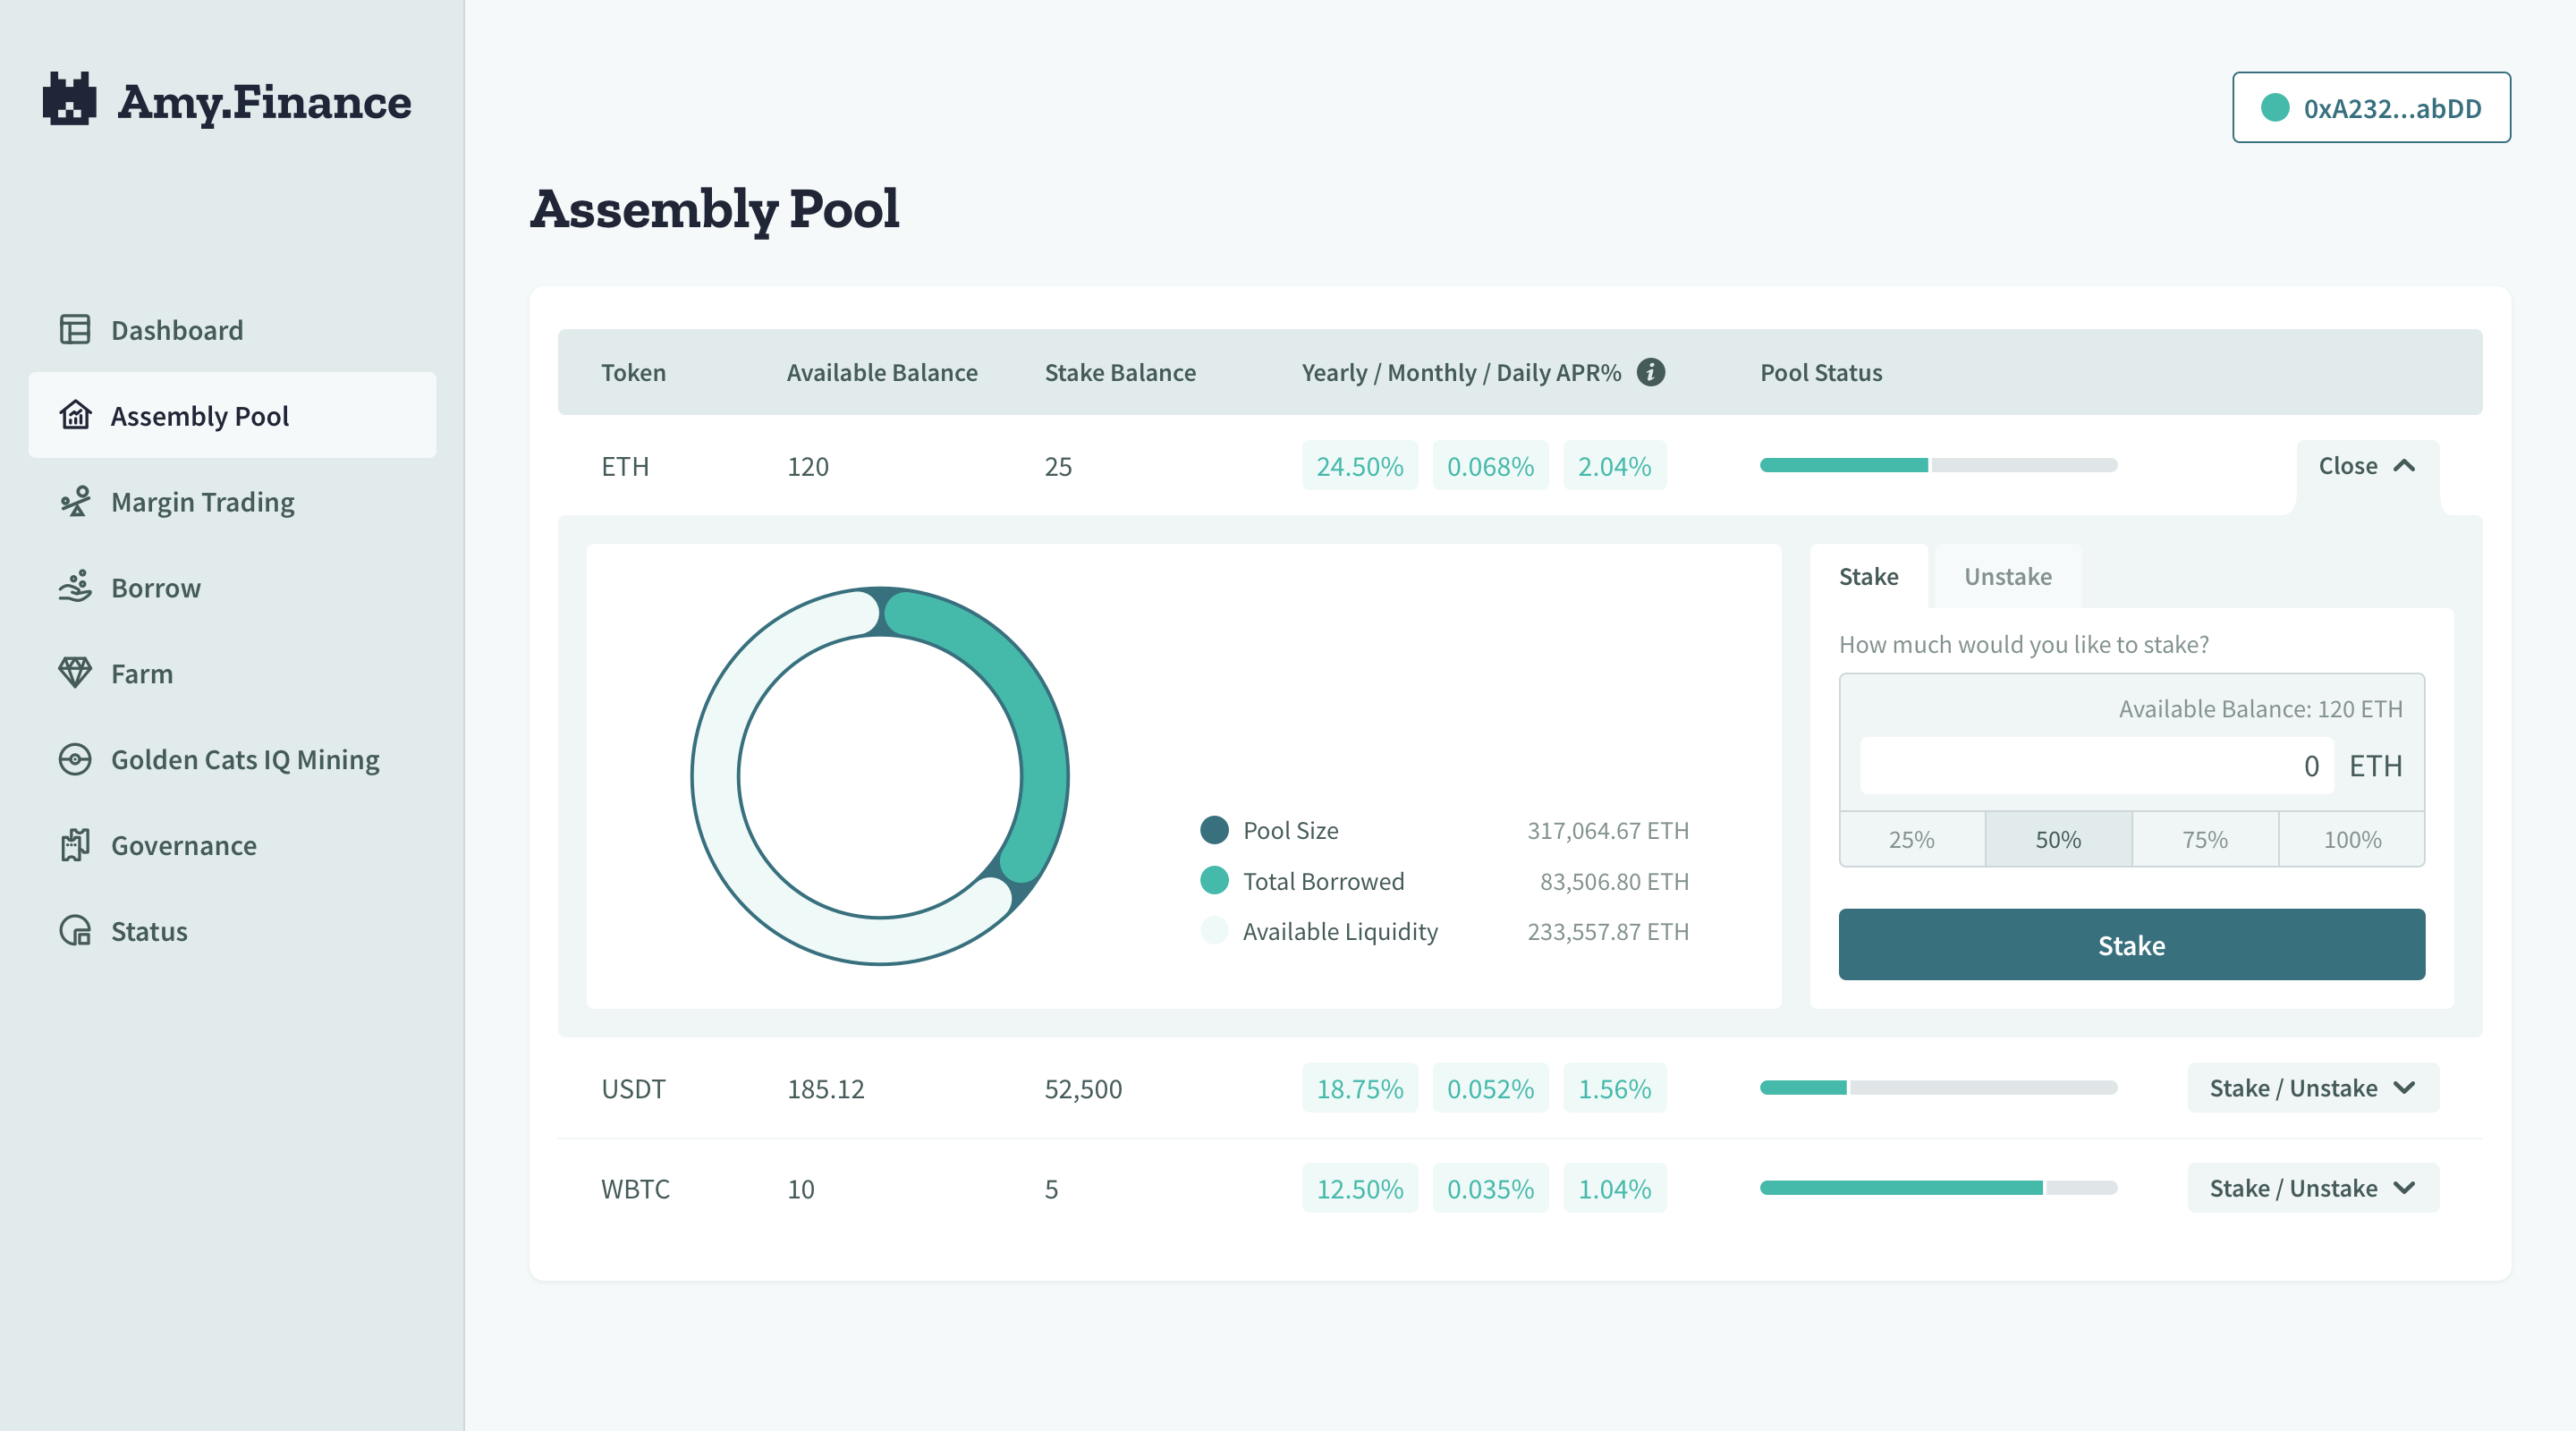 Amy.Finance
0xA232...abDD
Dashboard
Assembly Pool
Margin Trading
Borrow
Farm
Golden Cats IQ Mining
Governance
Status
Assembly Pool
Token Available Balance Stake Balance Yearly / Monthly / Daily APR% i Pool Status
ETH 120 25 24.50% 0.068% 2.04% Close
Pool Size 317,064.67 ETH
Total Borrowed 83,506.80 ETH
Available Liquidity 233,557.87 ETH
Stake Unstake
How much would you like to stake?
Available Balance: 120 ETH
0 ETH
25% 50% 75% 100%
Stake
USDT 185.12 52,500 18.75% 0.052% 1.56% Stake / Unstake
WBTC 10 5 12.50% 0.035% 1.04% Stake / Unstake